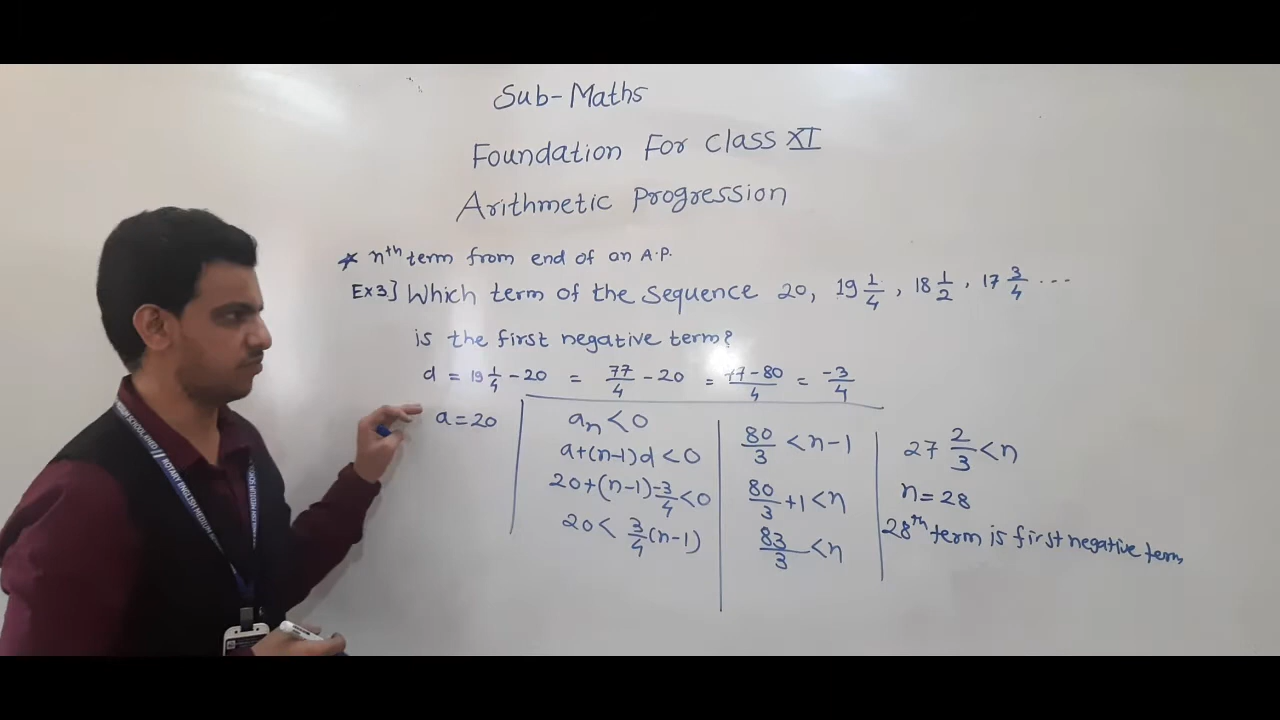 Sub-Maths
Foundation For Class XI
Arithmetic Progression
* nth term from end of an A.P.
Ex3] Which term of the sequence 20, 19 1/4, 18 1/2, 17 3/4 ...
is the first negative term?
d = 19 1/4 - 20 = 77/4 - 20 = 77-80/4 = -3/4
a = 20
an < 0
a+(n-1)d < 0
20+(n-1) -3/4 < 0
20 < 3/4 (n-1)
80/3 < n-1
80/3 + 1 < n
83/3 < n
27 2/3 < n
n = 28
28th term is first negative term
ROTARY ENGLISH MEDIUM SCHOOL